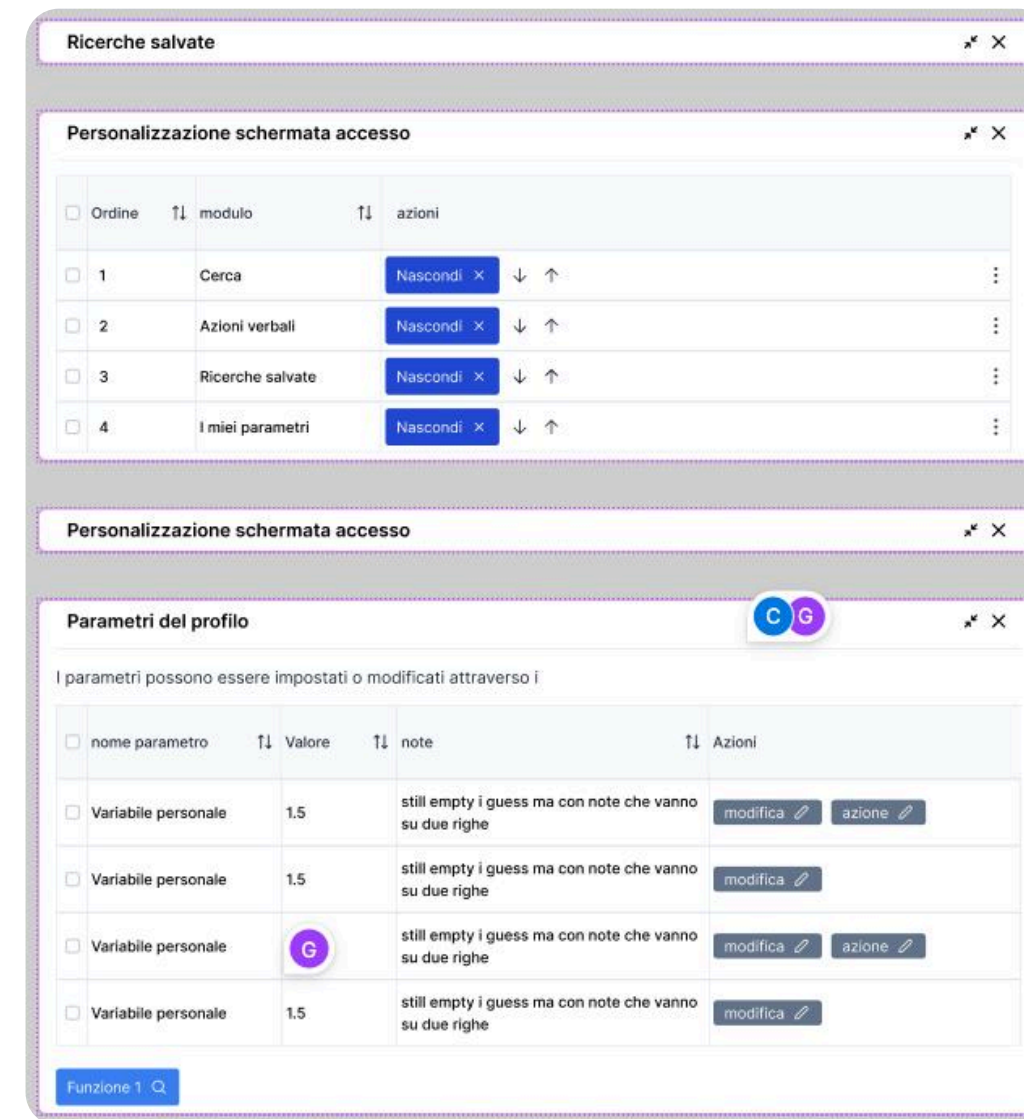 Ricerche salvate
Personalizzazione schermata accesso
Ordine modulo azioni
1 Cerca Nascondi
2 Azioni verbali Nascondi
3 Ricerche salvate Nascondi
4 I miei parametri Nascondi
Personalizzazione schermata accesso
Parametri del profilo
C G
I parametri possono essere impostati o modificati attraverso i
nome parametro Valore note Azioni
Variabile personale 1.5 still empty i guess ma con note che vanno
su due righe
modifica azione
Variabile personale 1.5 still empty i guess ma con note che vanno
su due righe
modifica
Variabile personale G still empty i guess ma con note che vanno
su due righe
modifica azione
Variabile personale 1.5 still empty i guess ma con note che vanno
su due righe
modifica
Funzione 1